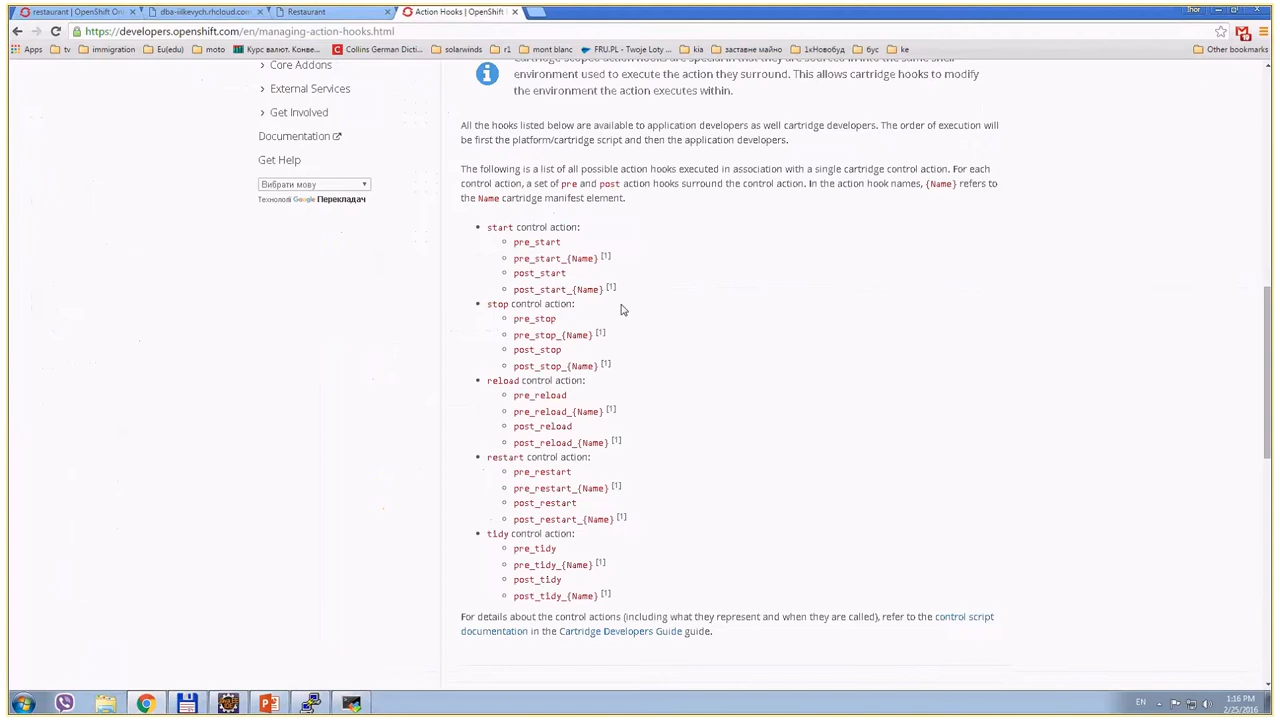 restaurant | OpenShift On
dba-iilkevych.rhcloud.com
Restaurant
Action Hooks | OpenShift
Ihor
https://developers.openshift.com/en/managing-action-hooks.html
Apps
tv
immigration
Eu(edu)
moto
Курс валют. Конве
Collins German Dicti
solarwinds
r1
mont blanc
FRU.PL - Twoje Loty
kia
заставне майно
1хНовобуд
бус
ke
Other bookmarks
Core Addons
External Services
Get Involved
Documentation
Get Help
Вибрати мову
Технології Google Перекладач
environment used to execute the action they surround. This allows cartridge hooks to modify
the environment the action executes within.
All the hooks listed below are available to application developers as well cartridge developers. The order of execution will
be first the platform/cartridge script and then the application developers.
The following is a list of all possible action hooks executed in association with a single cartridge control action. For each
control action, a set of pre and post action hooks surround the control action. In the action hook names, {Name} refers to
the Name cartridge manifest element.
start control action:
pre_start
pre_start_{Name} [1]
post_start
post_start_{Name} [1]
stop control action:
pre_stop
pre_stop_{Name} [1]
post_stop
post_stop_{Name} [1]
reload control action:
pre_reload
pre_reload_{Name} [1]
post_reload
post_reload_{Name} [1]
restart control action:
pre_restart
pre_restart_{Name} [1]
post_restart
post_restart_{Name} [1]
tidy control action:
pre_tidy
pre_tidy_{Name} [1]
post_tidy
post_tidy_{Name} [1]
For details about the control actions (including what they represent and when they are called), refer to the control script
documentation in the Cartridge Developers Guide guide.
EN
1:16 PM
2/25/2016